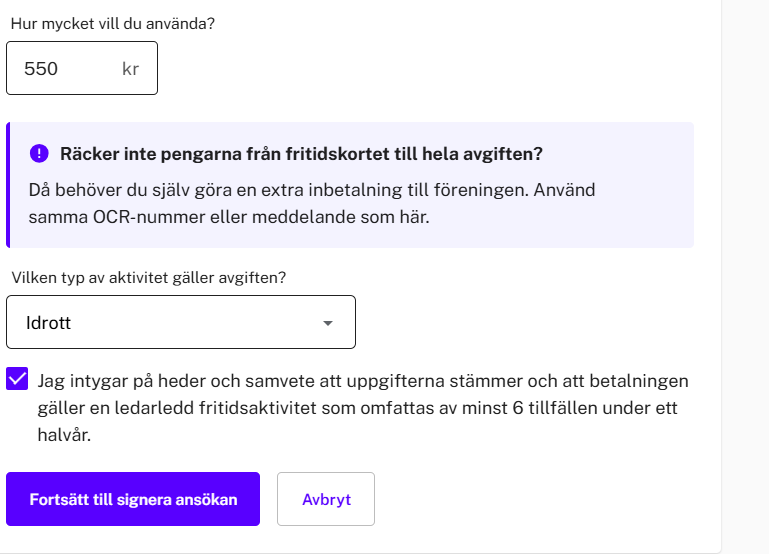 Hur mycket vill du använda?
550 kr
Räcker inte pengarna från fritidskortet till hela avgiften?
Då behöver du själv göra en extra inbetalning till föreningen. Använd
samma OCR-nummer eller meddelande som här.
Vilken typ av aktivitet gäller avgiften?
Idrott
Jag intygar på heder och samvete att uppgifterna stämmer och att betalningen
gäller en ledarledd fritidsaktivitet som omfattas av minst 6 tillfällen under ett
halvår.
Fortsätt till signera ansökan Avbryt